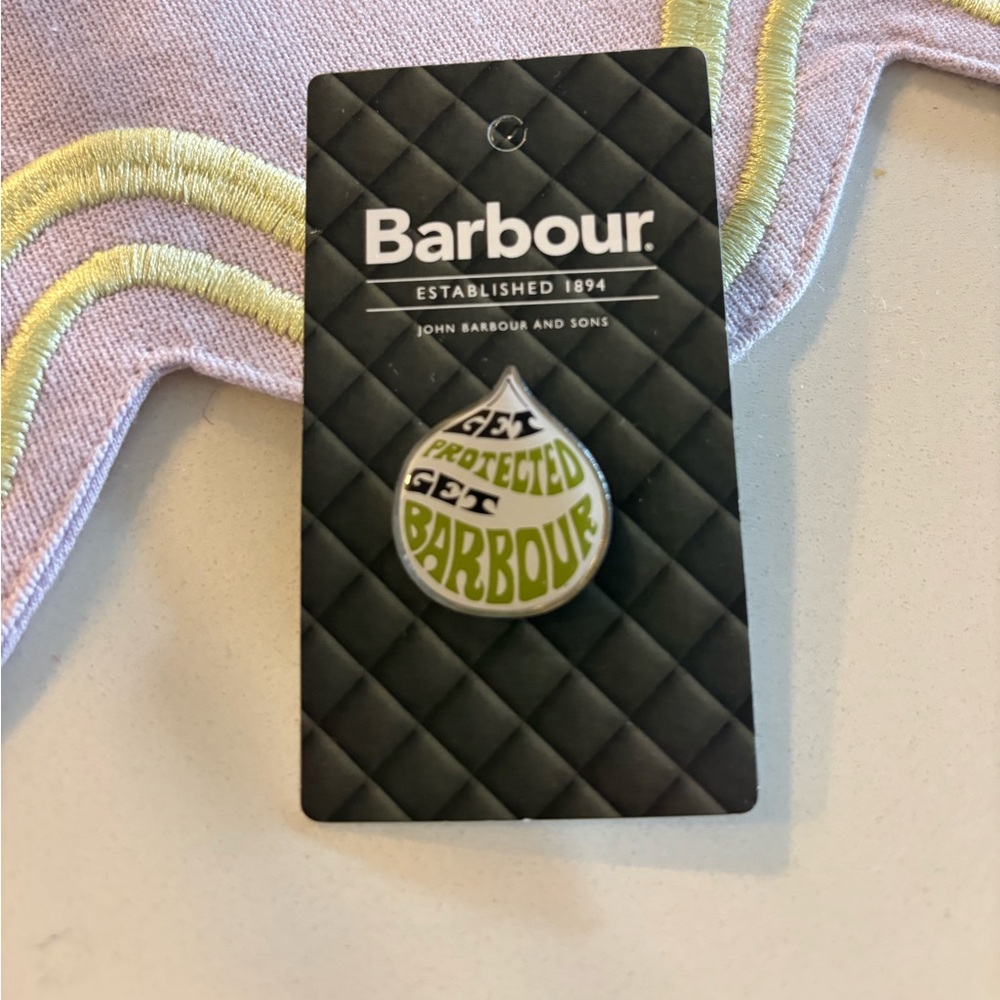 Barbour.
ESTABLISHED 1894
JOHN BARBOUR AND SONS
GET
PROTECTED
GET
BARBOUR